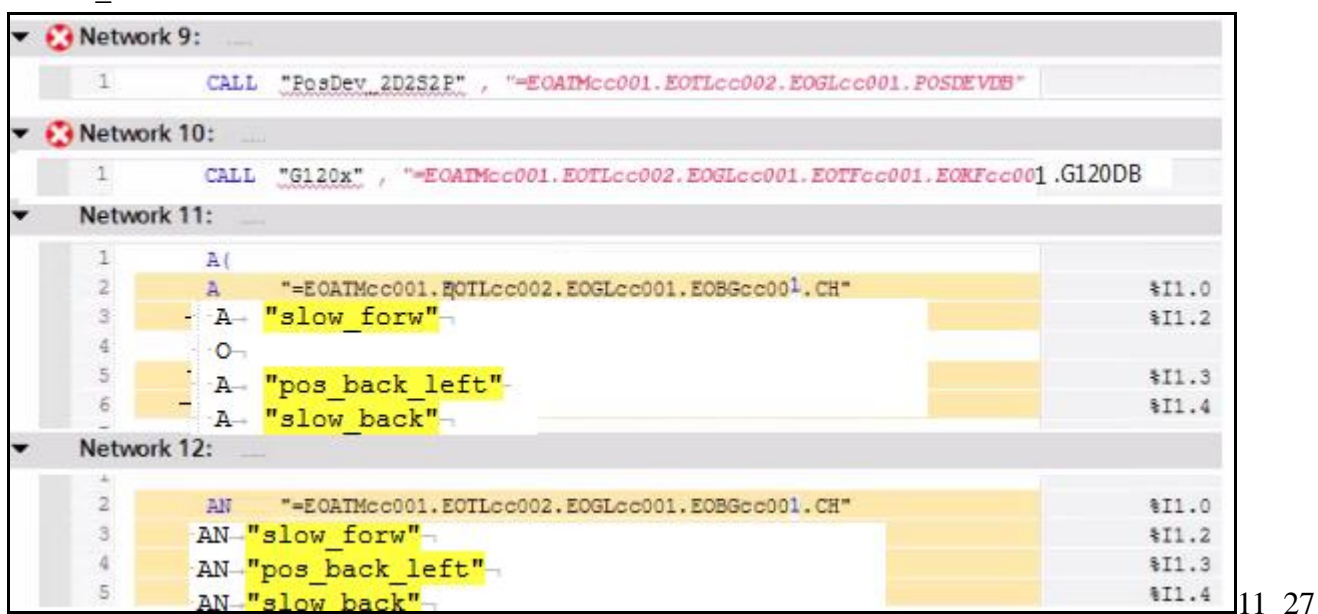 Network 9: .....
1 CALL "PosDev_2D2S2P" , "=EOATMcc001.EOTLcc002.EOGLcc001.POSDEVDB"
Network 10: .....
1 CALL "G120x" , "=EOATMcc001.EOTLcc002.EOGLcc001.EOTFcc001.EOKFcc001 .G120DB
Network 11: .....
1 A(
2 A "=EOATMcc001.EOTLcc002.EOGLcc001.EOBGcc001.CH" %I1.0
3 A "slow_forw" %I1.2
4 O
5 A "pos_back_left" %I1.3
6 A "slow_back" %I1.4
Network 12: .....
2 AN "=EOATMcc001.EOTLcc002.EOGLcc001.EOBGcc001.CH" %I1.0
3 AN "slow_forw" %I1.2
4 AN "pos_back_left" %I1.3
5 AN "slow_back" %I1.4
11_27